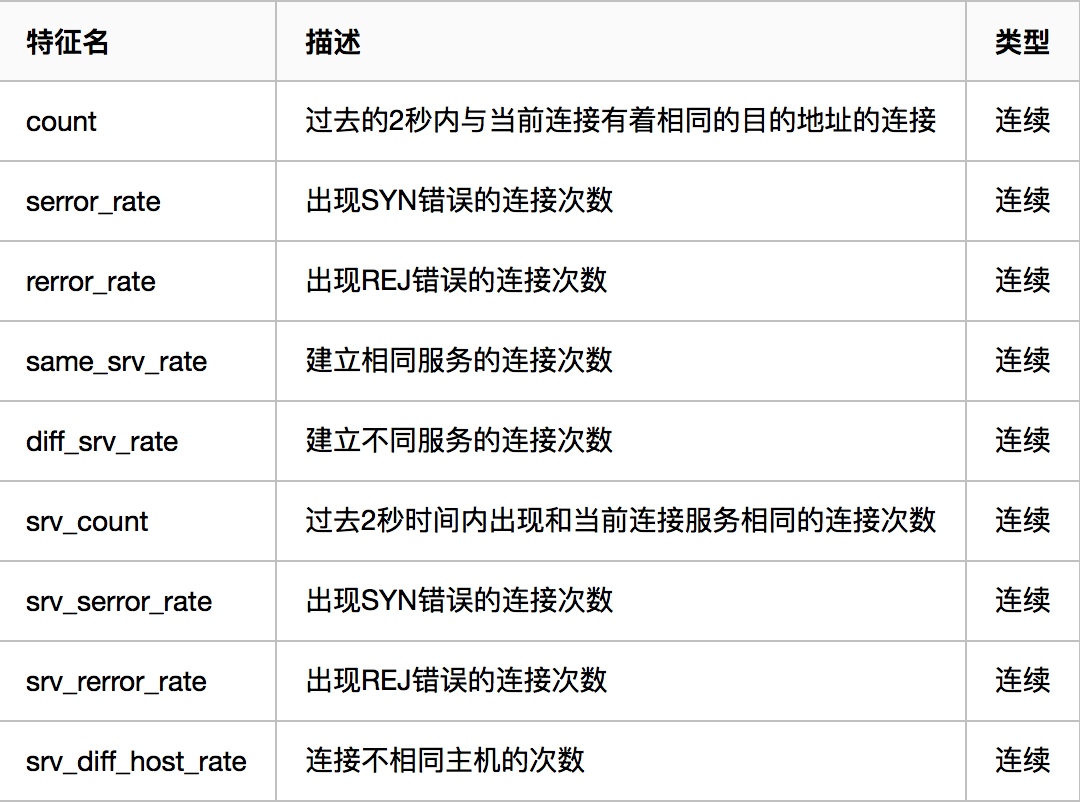 特征名 描述 类型
count 过去的2秒内与当前连接有着相同的目的地址的连接 连续
serror_rate 出现SYN错误的连接次数 连续
rerror_rate 出现REJ错误的连接次数 连续
same_srv_rate 建立相同服务的连接次数 连续
diff_srv_rate 建立不同服务的连接次数 连续
srv_count 过去2秒时间内出现和当前连接服务相同的连接次数 连续
srv_serror_rate 出现SYN错误的连接次数 连续
srv_rerror_rate 出现REJ错误的连接次数 连续
srv_diff_host_rate 连接不相同主机的次数 连续